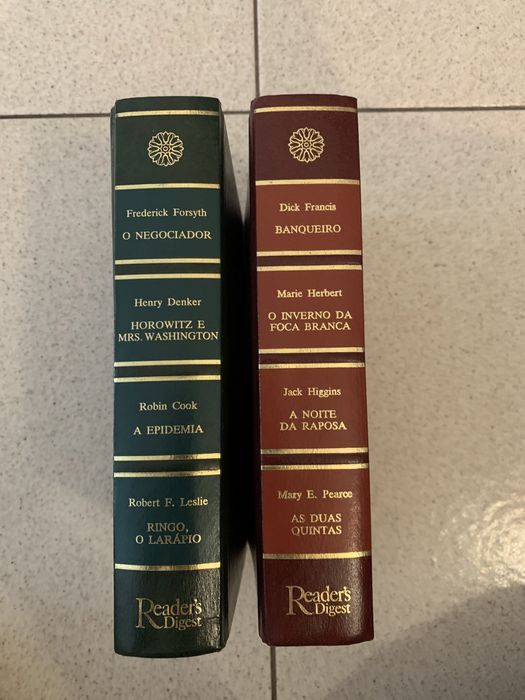 Frederick Forsyth
O NEGOCIADOR
Henry Denker
HOROWITZ E
MRS. WASHINGTON
Robin Cook
A EPIDEMIA
Robert F. Leslie
RINGO,
O LARÁPIO
Reader's
Digest
Dick Francis
BANQUEIRO
Marie Herbert
O INVERNO DA
FOCA BRANCA
Jack Higgins
A NOITE
DA RAPOSA
Mary E. Pearce
AS DUAS
QUINTAS
Reader's
Digest